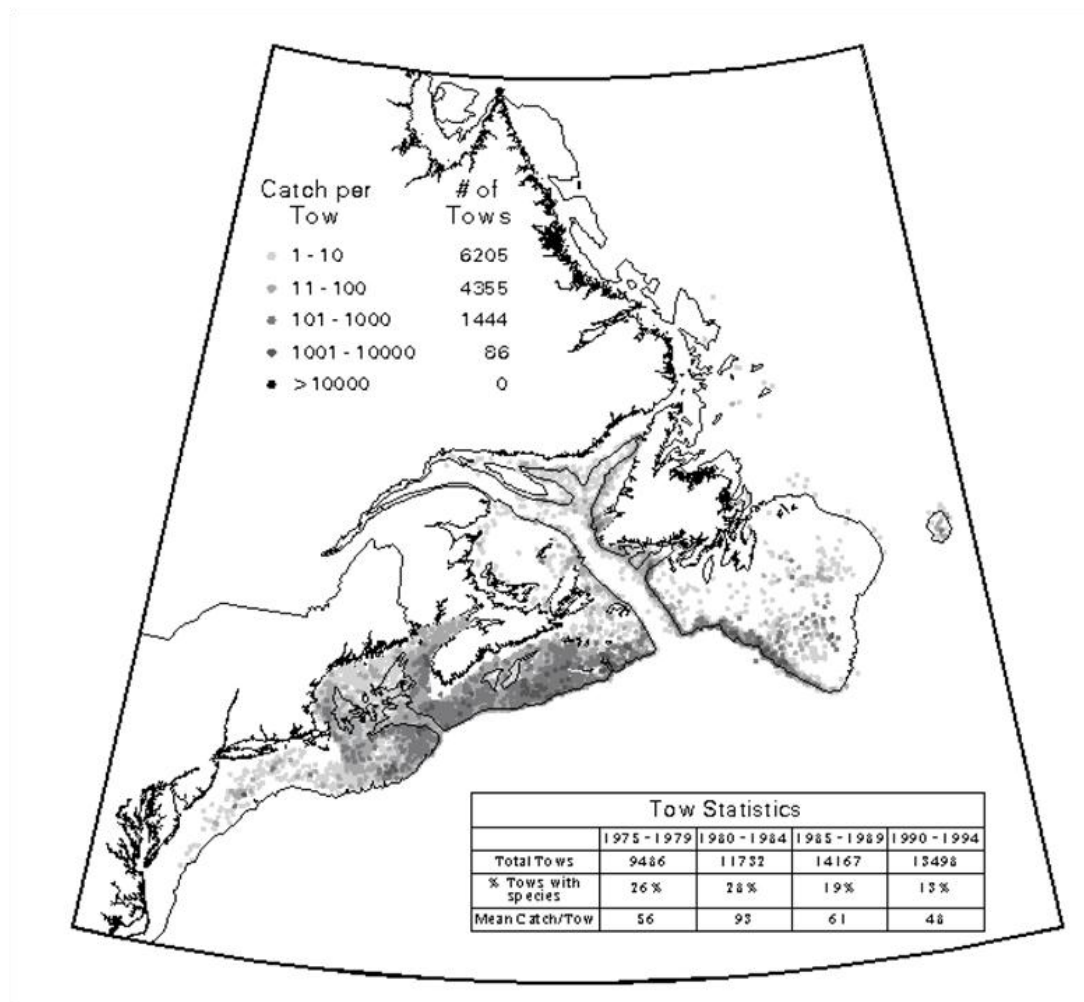 Catch per # of
Tow Tows
1 - 10 6205
11 - 100 4355
101 - 1000 1444
1001 - 10000 86
>10000 0
Tow Statistics
1975 - 1979 1980 - 1984 1985 - 1989 1990 - 1994
Total Tows 9486 11732 14167 13498
% Tows with
species 26% 28% 19% 13%
Mean Catch/Tow 56 93 61 48